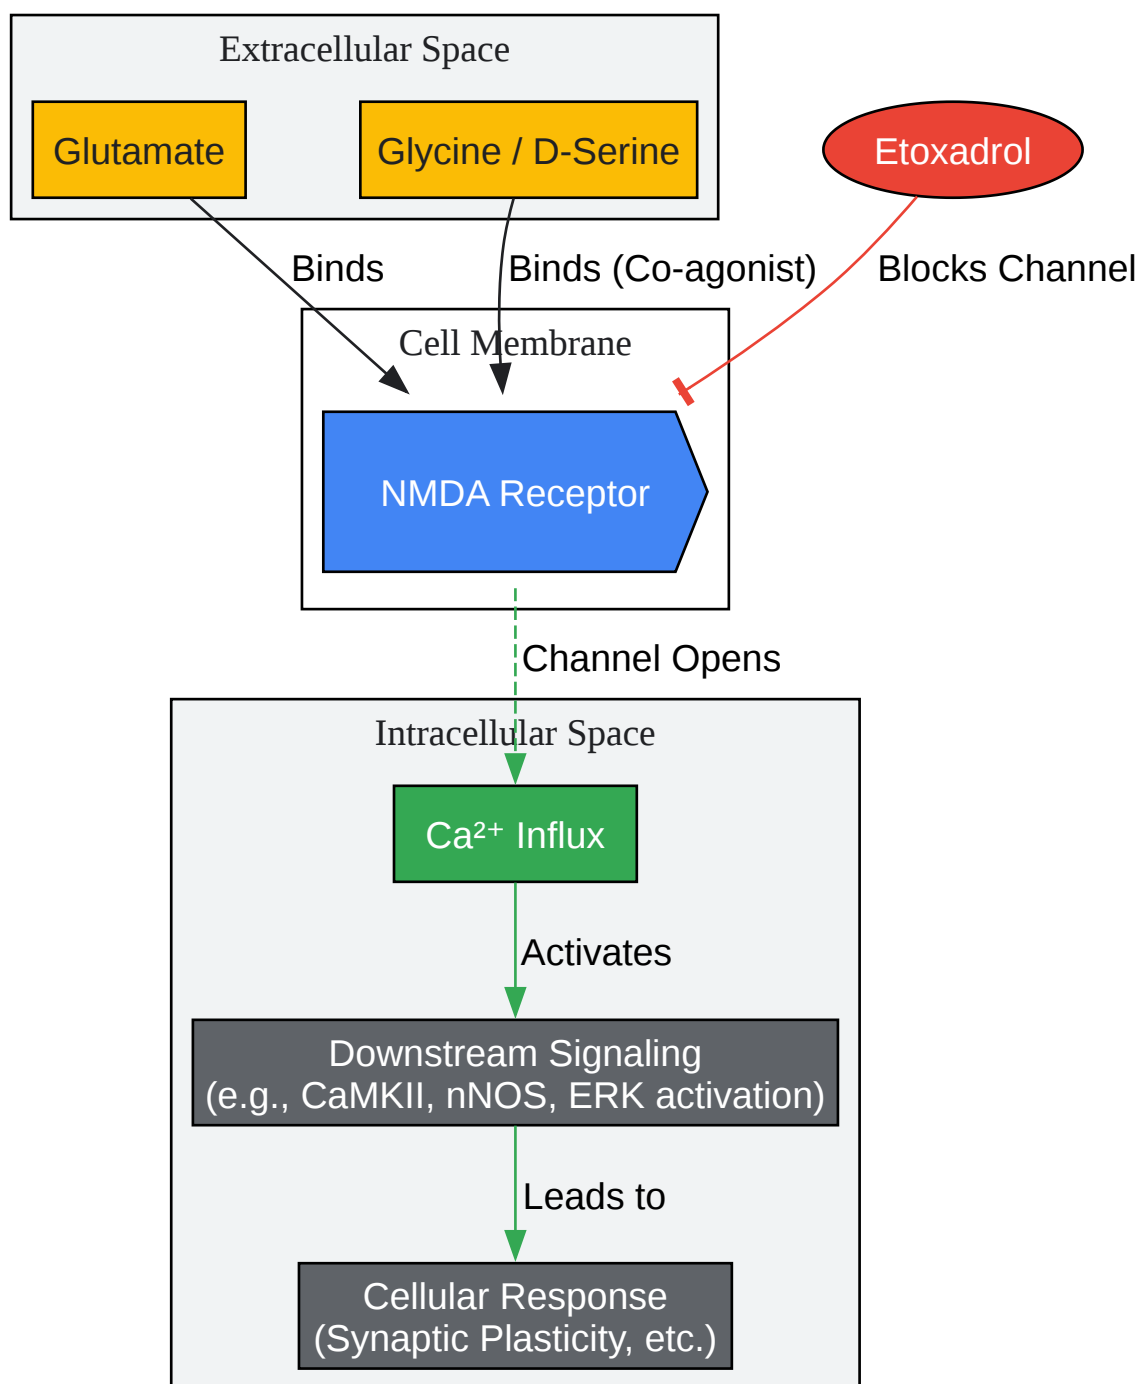 Extracellular Space
Glutamate
Glycine / D-Serine
Etoxadrol
Binds
Binds (Co-agonist)
Blocks Channel
Cell Membrane
NMDA Receptor
Channel Opens
Intracellular Space
Ca²⁺ Influx
Activates
Downstream Signaling
(e.g., CaMKII, nNOS, ERK activation)
Leads to
Cellular Response
(Synaptic Plasticity, etc.)